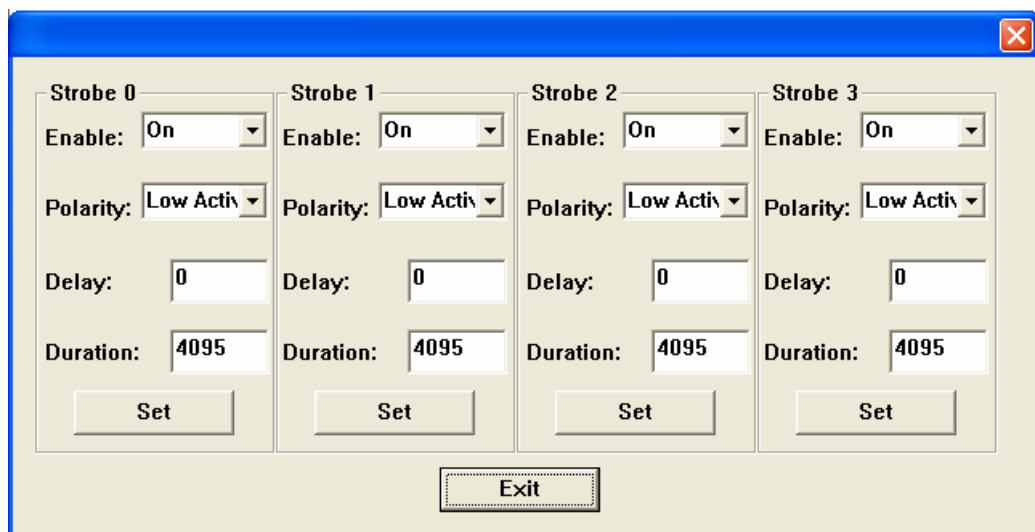 Strobe 0
Enable: On
Polarity: Low Activ
Delay: 0
Duration: 4095
Set
Strobe 1
Enable: On
Polarity: Low Activ
Delay: 0
Duration: 4095
Set
Strobe 2
Enable: On
Polarity: Low Activ
Delay: 0
Duration: 4095
Set
Strobe 3
Enable: On
Polarity: Low Activ
Delay: 0
Duration: 4095
Set
Exit